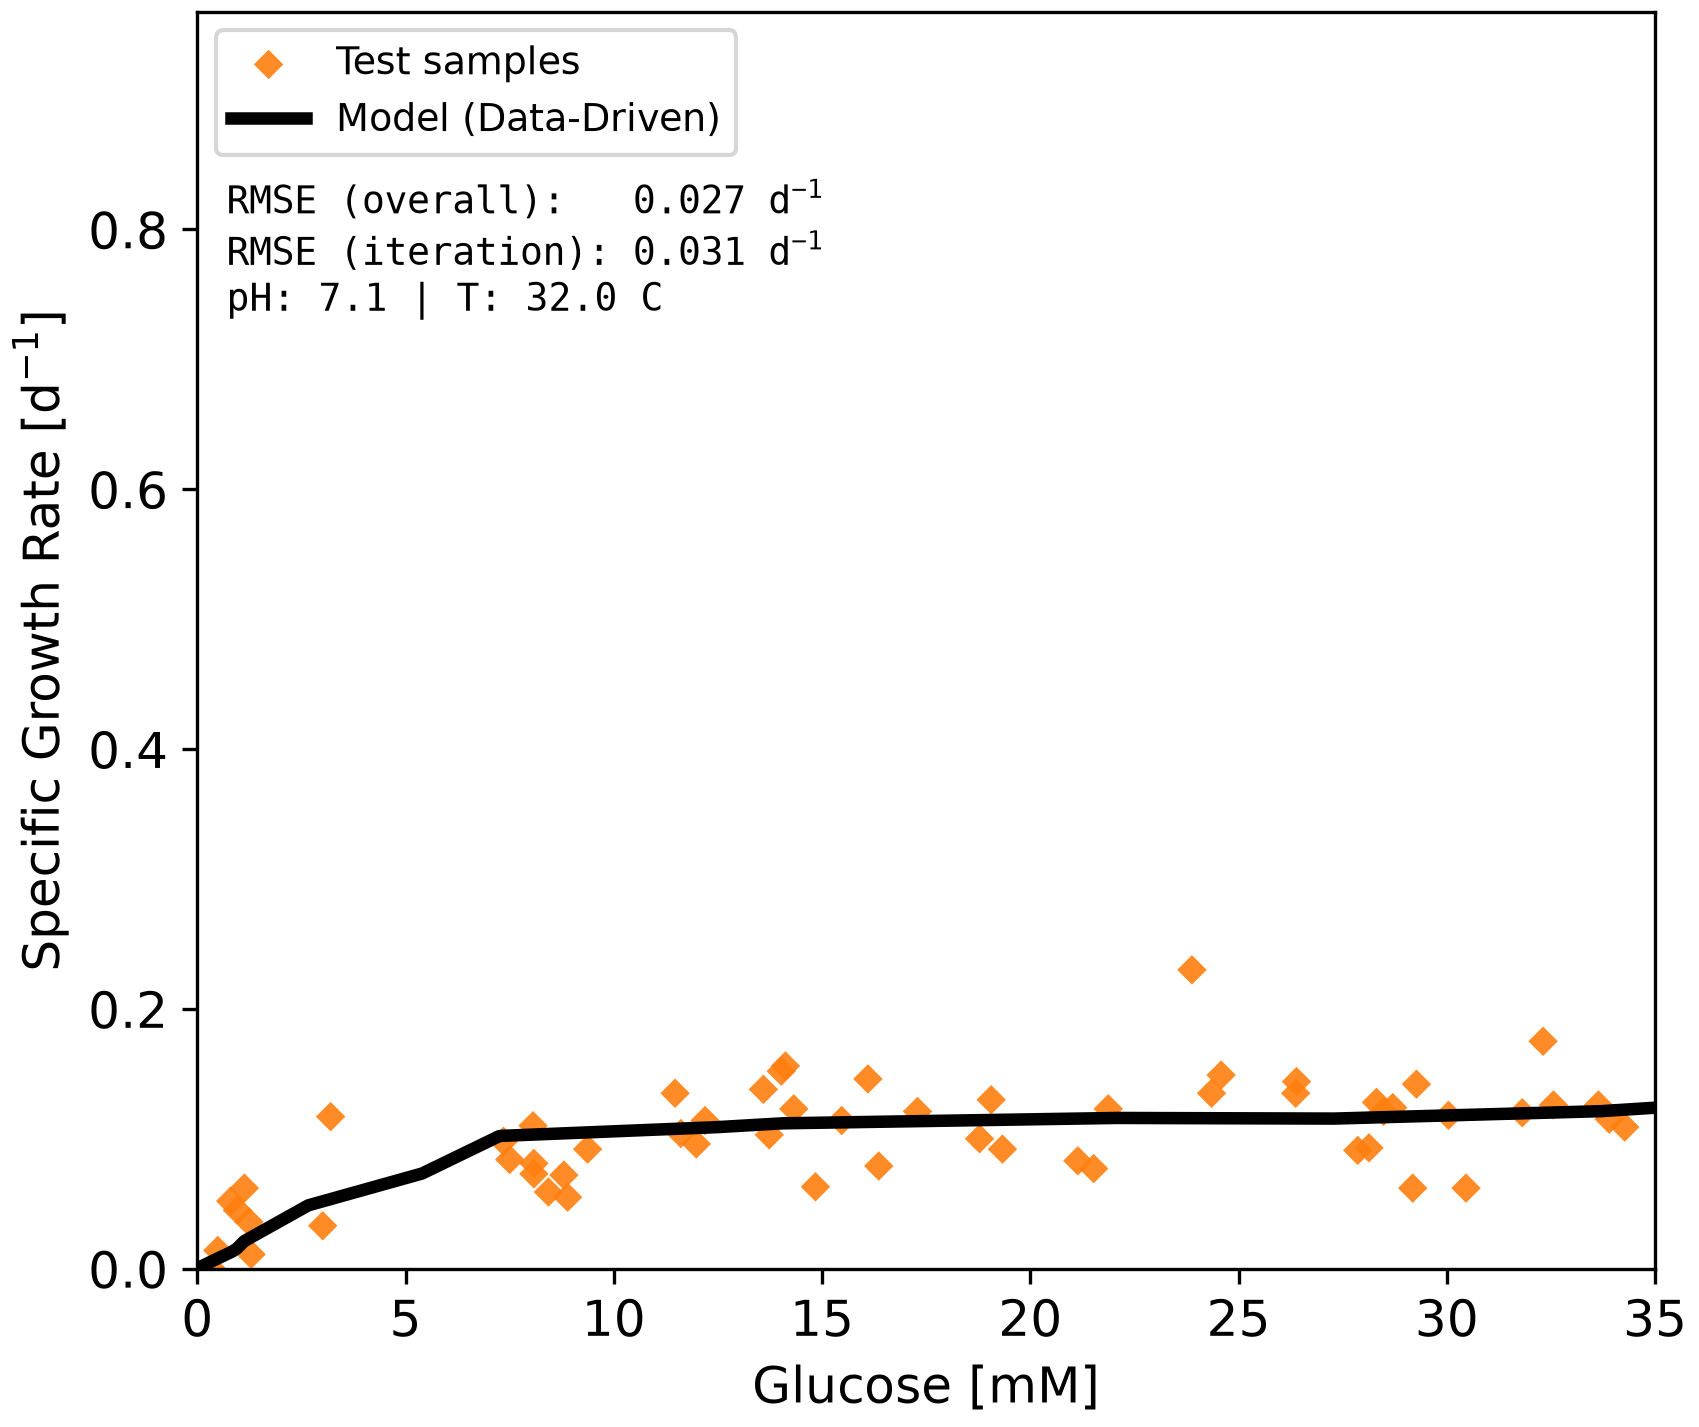 Test samples
Model (Data-Driven)
RMSE (overall):   0.027 d⁻¹
RMSE (iteration): 0.031 d⁻¹
pH: 7.1 | T: 32.0 C
Specific Growth Rate [d⁻¹]
0.8
0.6
0.4
0.2
0.0
0 5 10 15 20 25 30 35
Glucose [mM]